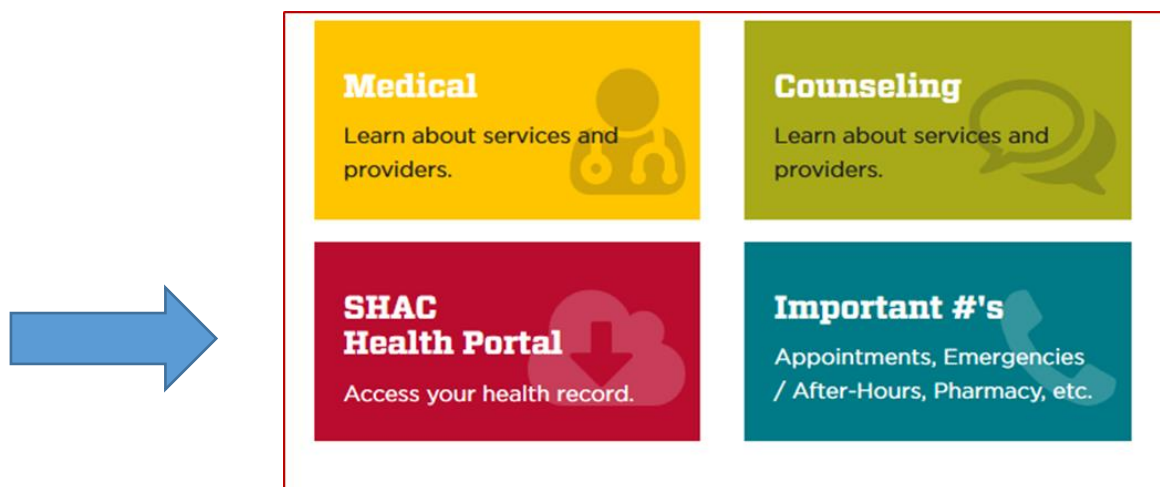 Medical
Learn about services and
providers.
Counseling
Learn about services and
providers.
SHAC
Health Portal
Access your health record.
Important #'s
Appointments, Emergencies
/ After-Hours, Pharmacy, etc.